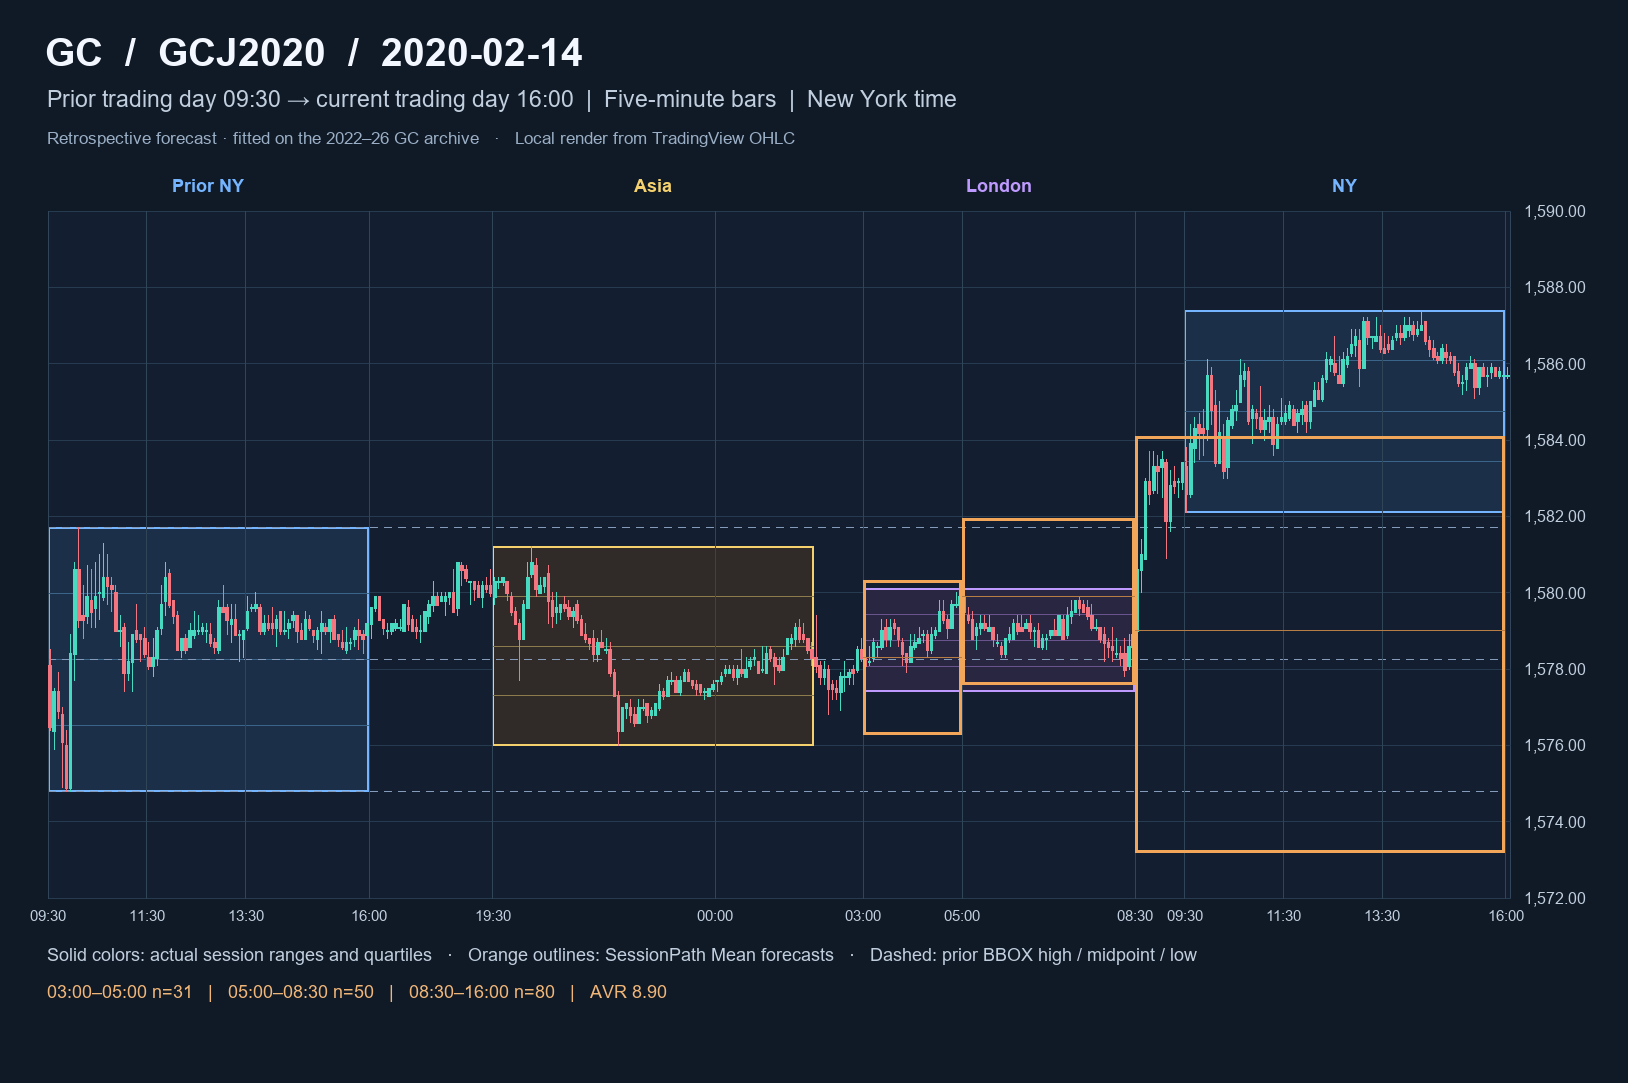 GC / GCJ2020 / 2020-02-14
Prior trading day 09:30 → current trading day 16:00 | Five-minute bars | New York time
Retrospective forecast · fitted on the 2022–26 GC archive · Local render from TradingView OHLC
Prior NY
Asia
London
NY
1,590.00
1,588.00
1,586.00
1,584.00
1,582.00
1,580.00
1,578.00
1,576.00
1,574.00
1,572.00
09:30 11:30 13:30 16:00 19:30 00:00 03:00 05:00 08:30 09:30 11:30 13:30 16:00
Solid colors: actual session ranges and quartiles · Orange outlines: SessionPath Mean forecasts · Dashed: prior BBOX high / midpoint / low
03:00–05:00 n=31 | 05:00–08:30 n=50 | 08:30–16:00 n=80 | AVR 8.90